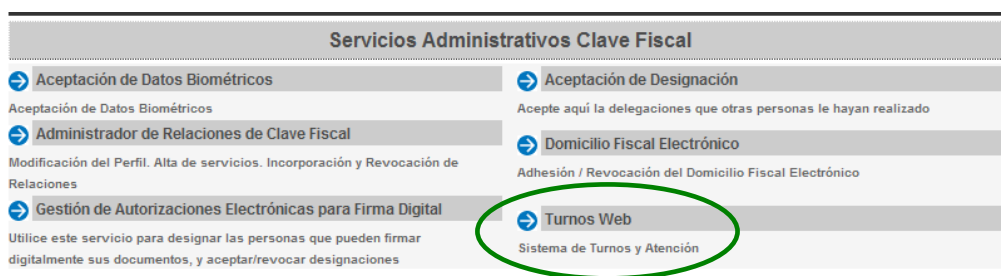 Servicios Administrativos Clave Fiscal
Aceptación de Datos Biométricos
Aceptación de Datos Biométricos
Administrador de Relaciones de Clave Fiscal
Modificación del Perfil. Alta de servicios. Incorporación y Revocación de
Relaciones
Gestión de Autorizaciones Electrónicas para Firma Digital
Utilice este servicio para designar las personas que pueden firmar
digitalmente sus documentos, y aceptar/revocar designaciones
Aceptación de Designación
Acepte aquí la delegaciones que otras personas le hayan realizado
Domicilio Fiscal Electrónico
Adhesión / Revocación del Domicilio Fiscal Electrónico
Turnos Web
Sistema de Turnos y Atención